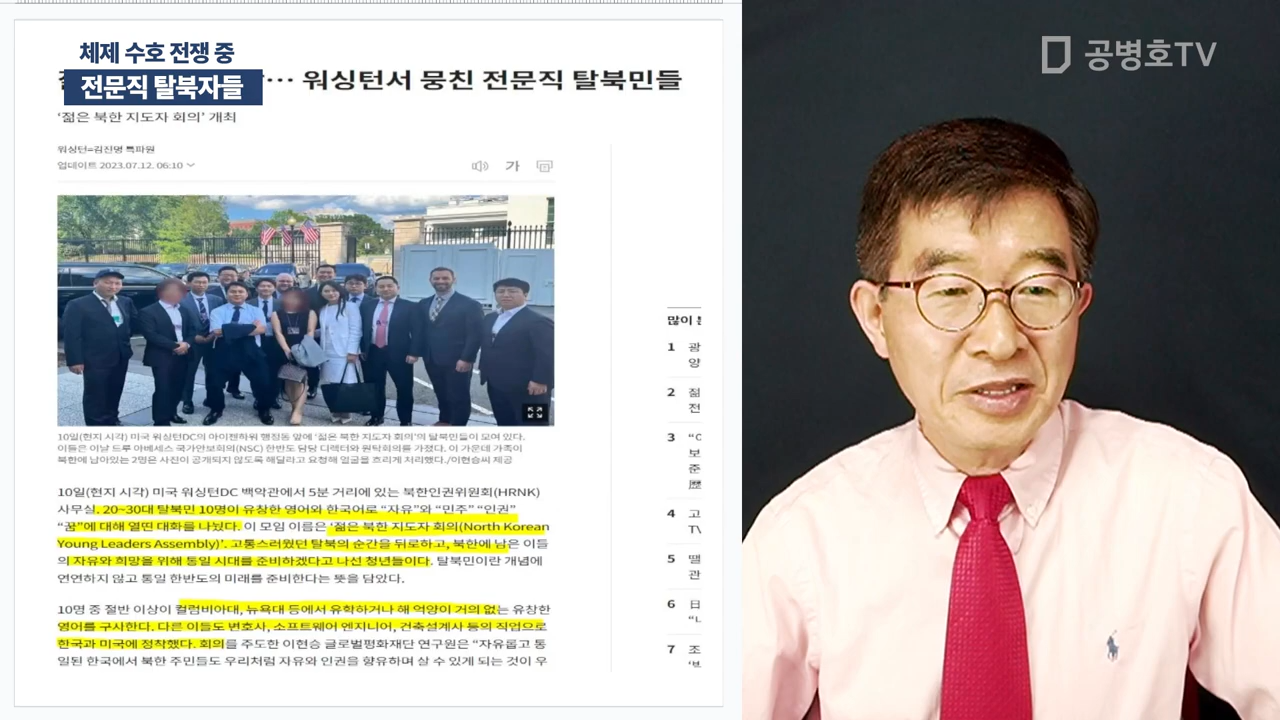 체제 수호 전쟁 중
전문직 탈북자들
공병호TV
··· 워싱턴서 뭉친 전문직 탈북민들
‘젊은 북한 지도자 회의’ 개최
워싱턴=김진명 특파원
업데이트 2023.07.12. 06:10
가
10일(현지 시각) 미국 워싱턴DC의 아이젠하워 행정동 앞에 ‘젊은 북한 지도자 회의’의 탈북민들이 모여 있다.
이들은 이날 드루 아베세스 국가안보회의(NSC) 한반도 담당 디렉터와 원탁회의를 가졌다. 이 가운데 가족이
북한에 남아있는 2명은 사진이 공개되지 않도록 해달라고 요청해 얼굴을 흐리게 처리했다./이현승씨 제공
10일(현지 시각) 미국 워싱턴DC 백악관에서 5분 거리에 있는 북한인권위원회(HRNK)
사무실. 20~30대 탈북민 10명이 유창한 영어와 한국어로 “자유”와 “민주” “인권”
“꿈”에 대해 열띤 대화를 나눴다. 이 모임 이름은 ‘젊은 북한 지도자 회의(North Korean
Young Leaders Assembly)’. 고통스러웠던 탈북의 순간을 뒤로하고, 북한에 남은 이들
의 자유와 희망을 위해 통일 시대를 준비하겠다고 나선 청년들이다. 탈북민이란 개념에
연연하지 않고 통일 한반도의 미래를 준비한다는 뜻을 담았다.
10명 중 절반 이상이 컬럼비아대, 뉴욕대 등에서 유학하거나 해 억양이 거의 없는 유창한
영어를 구사한다. 다른 이들도 변호사, 소프트웨어 엔지니어, 건축설계사 등의 직업으로
한국과 미국에 정착했다. 회의를 주도한 이현승 글로벌평화재단 연구원은 “자유롭고 통
일된 한국에서 북한 주민들도 우리처럼 자유와 인권을 향유하며 살 수 있게 되는 것이 우
많이
1 광
양
2 젊
전
3
보
준
歷
4 고
TV
5 땡
관
6 日
7 조